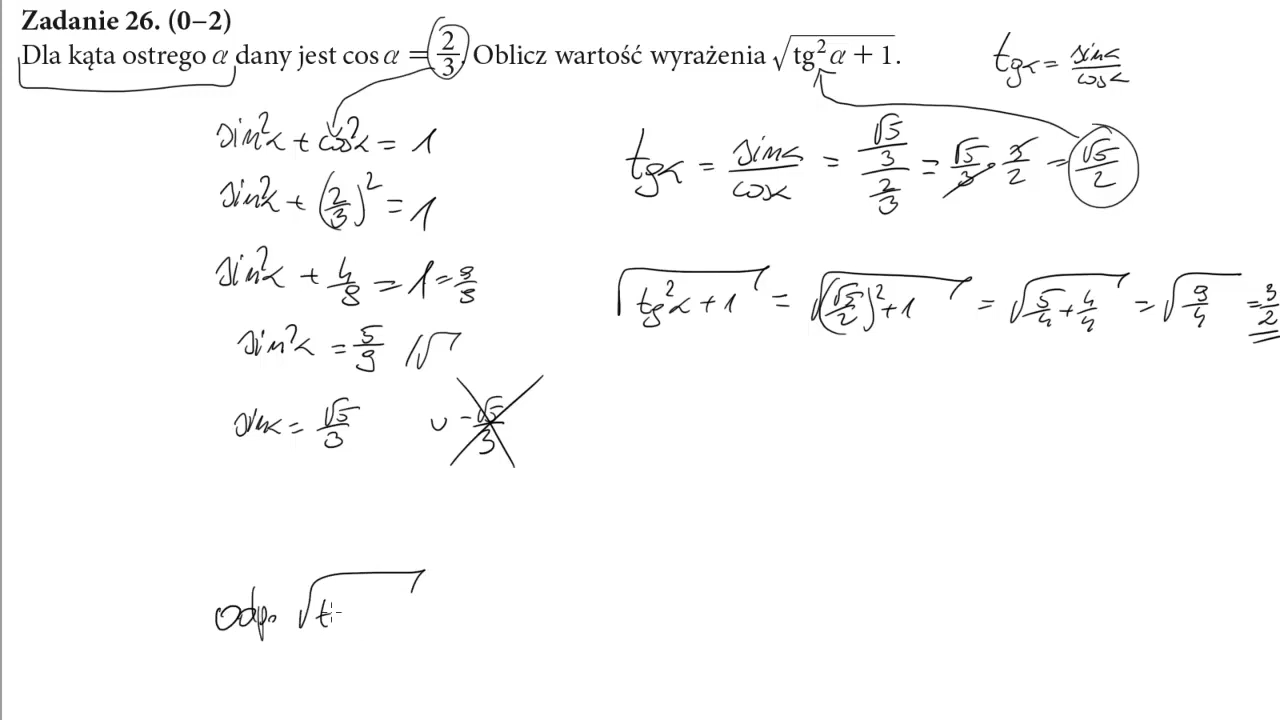 Zadanie 26. (0–2)
Dla kąta ostrego α dany jest cos α = 2/3. Oblicz wartość wyrażenia √(tg²α + 1).
tgα = sinα/cosα
sin²α + cos²α = 1
sin²α + (2/3)² = 1
sin²α + 4/9 = 1 = 9/9
sin²α = 5/9 /√
sinα = √5/3 ∪ -√5/3
tgα = sinα/cosα = (√5/3)/(2/3) = √5/3 · 3/2 = √5/2
√(tg²α + 1) = √((√5/2)² + 1) = √(5/4 + 4/4) = √(9/4) = 3/2
Odp. √t